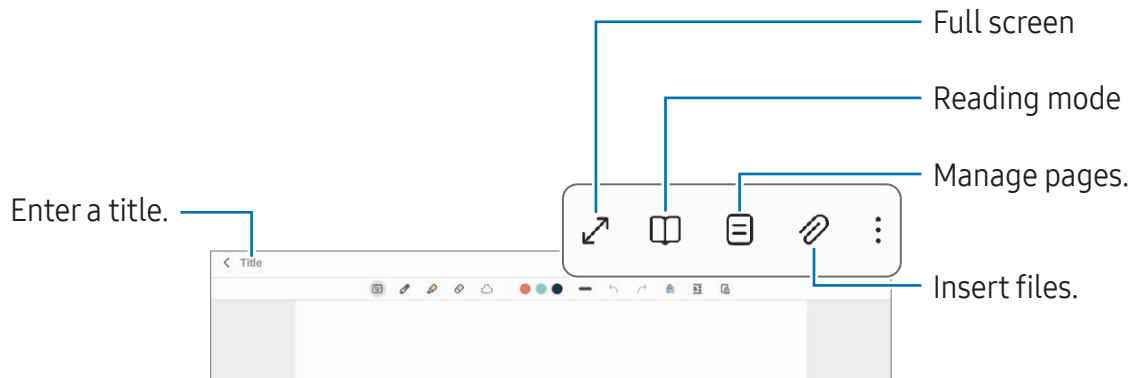 Full screen
Reading mode
Manage pages.
Enter a title.
Title
Insert files.